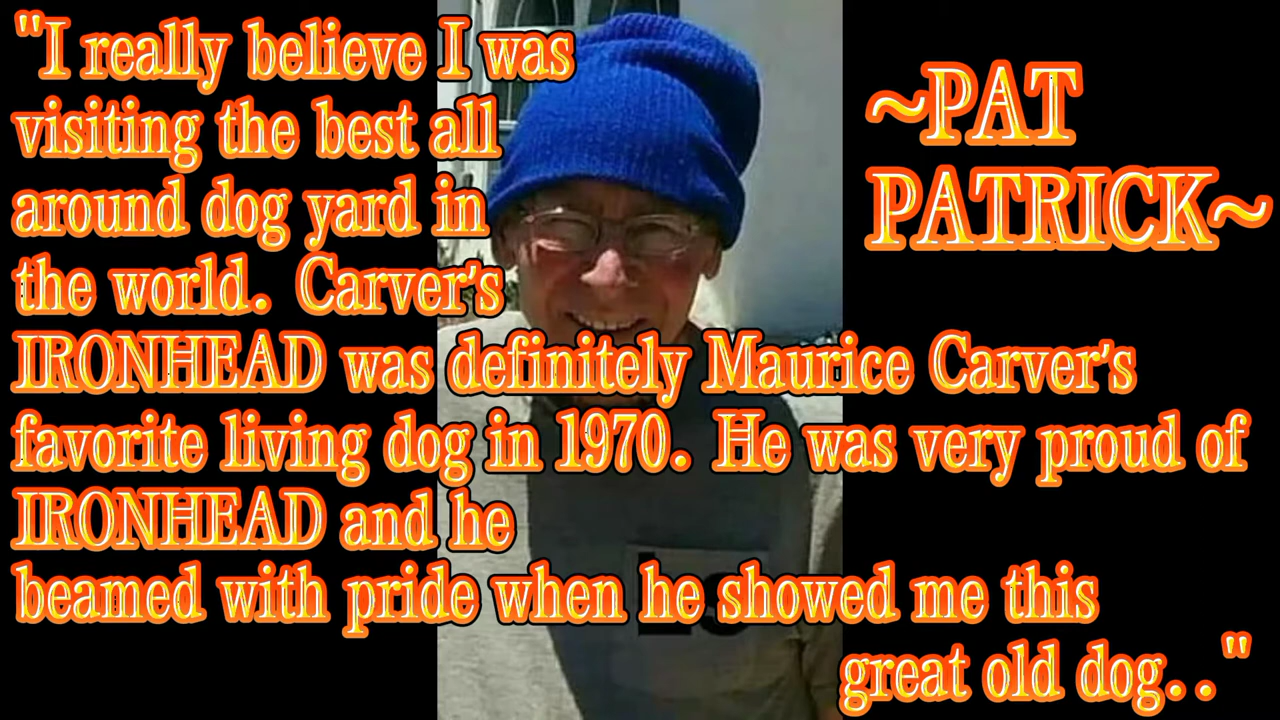 "I really believe I was
visiting the best all
around dog yard in
the world. Carver's
IRONHEAD was definitely Maurice Carver's
favorite living dog in 1970. He was very proud of
IRONHEAD and he
beamed with pride when he showed me this
great old dog.."
~PAT
PATRICK~